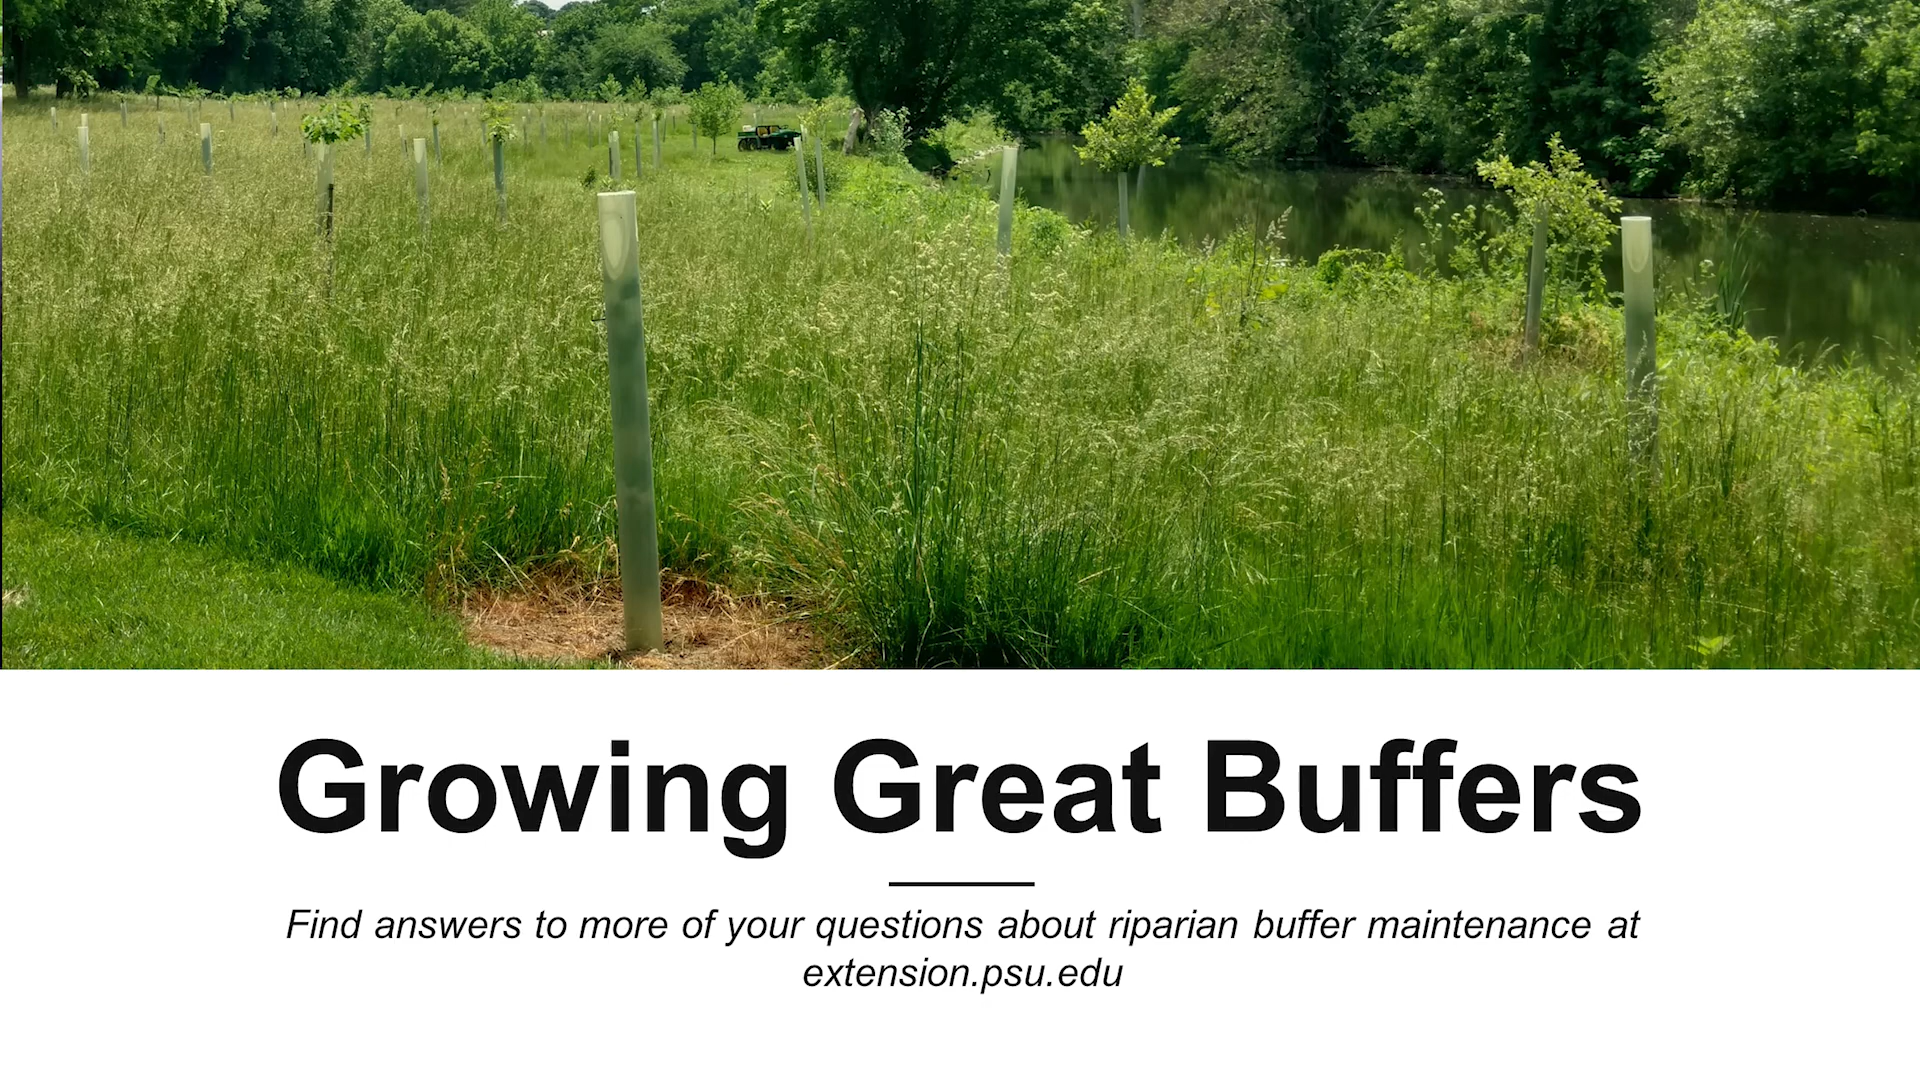 Growing Great Buffers
Find answers to more of your questions about riparian buffer maintenance at
extension.psu.edu